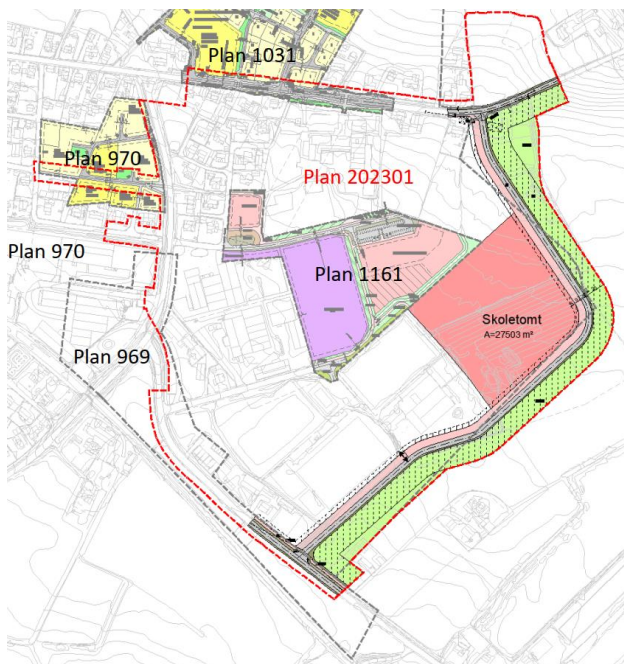 Plan 1031
Plan 970
Plan 202301
Plan 970
Plan 1161
Skoletomt
A=27503 m²
Plan 969